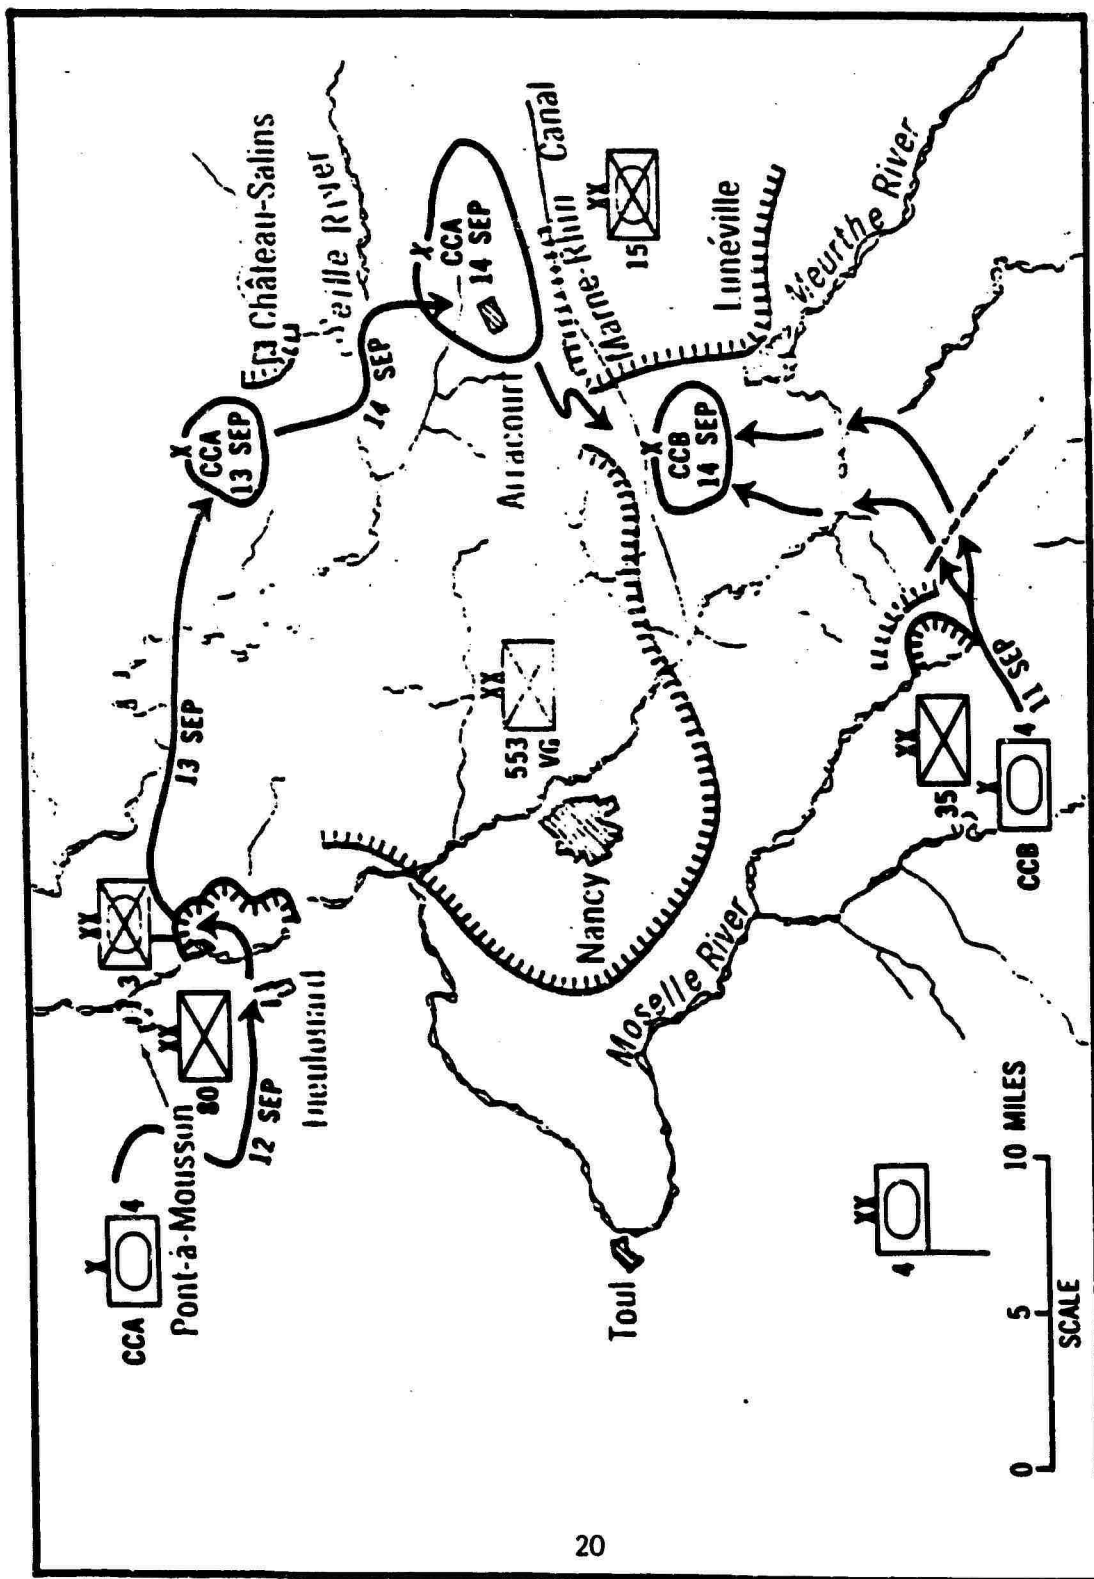 CCA
X
4
Pont-à-Mousson
XX
80
12 SEP
XX
3
13 SEP
X
CCA
13 SEP
Château-Salins
Seille River
14 SEP
X
CCA
14 SEP
Arracourt
Marne-Rhin Canal
XX
15
Lunéville
Meurthe River
X
CCB
14 SEP
XX
553
VG
Nancy
Moselle River
Toul
XX
35
11 SEP
X
4
CCB
XX
4
0
5
10 MILES
SCALE
20